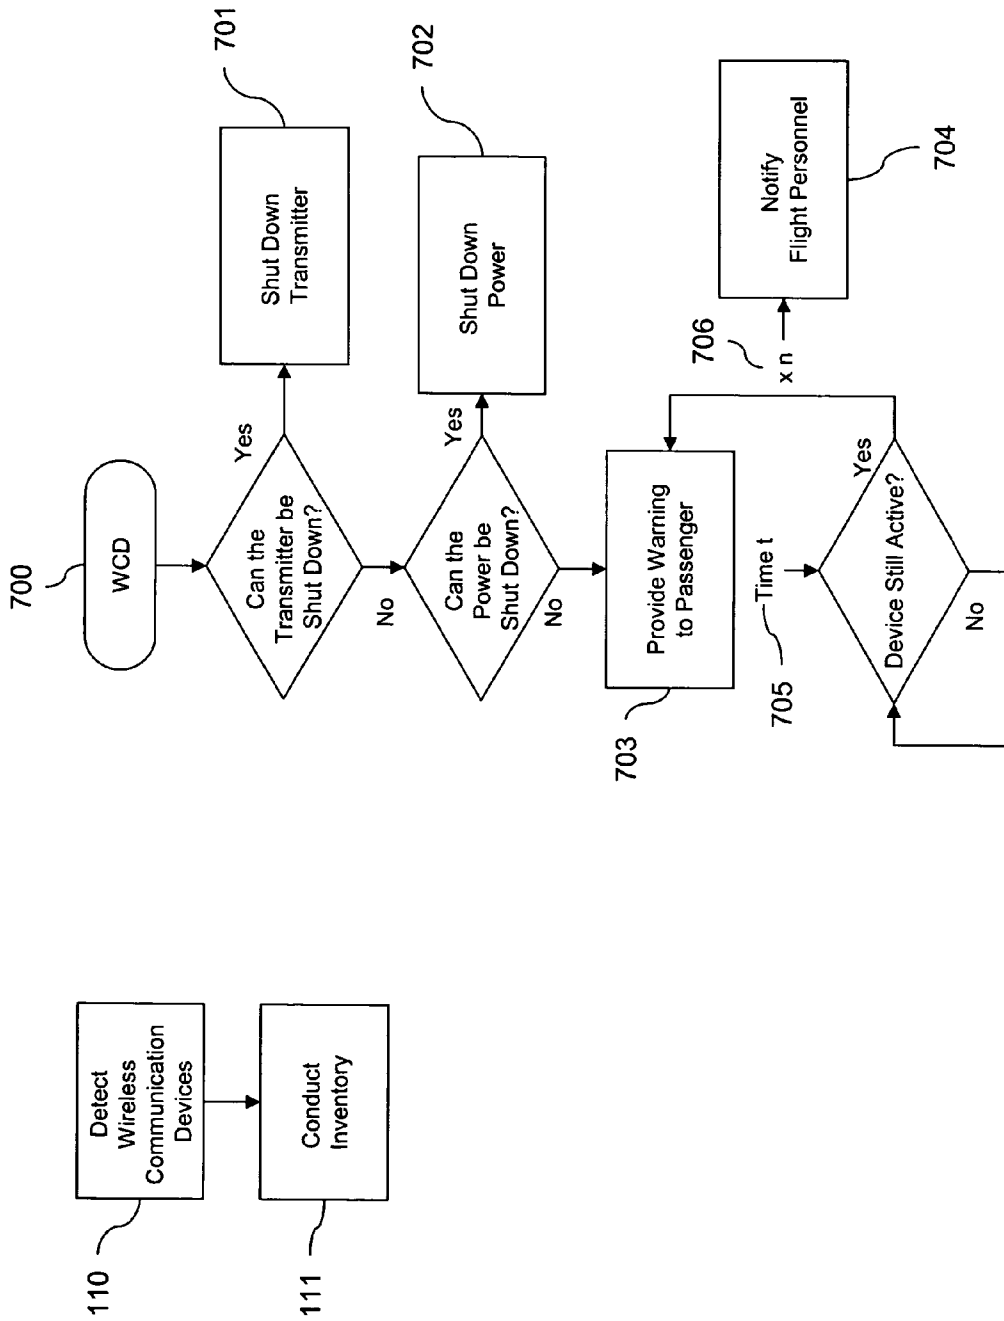 110
Detect
Wireless
Communication
Devices
111
Conduct
Inventory
700
WCD
Can the
Transmitter be
Shut Down?
Yes
Shut Down
Transmitter
701
No
Can the
Power be
Shut Down?
Yes
Shut Down
Power
702
No
Provide Warning
to Passenger
703
705
Time t
Device Still Active?
Yes
No
706
x n
Notify
Flight Personnel
704